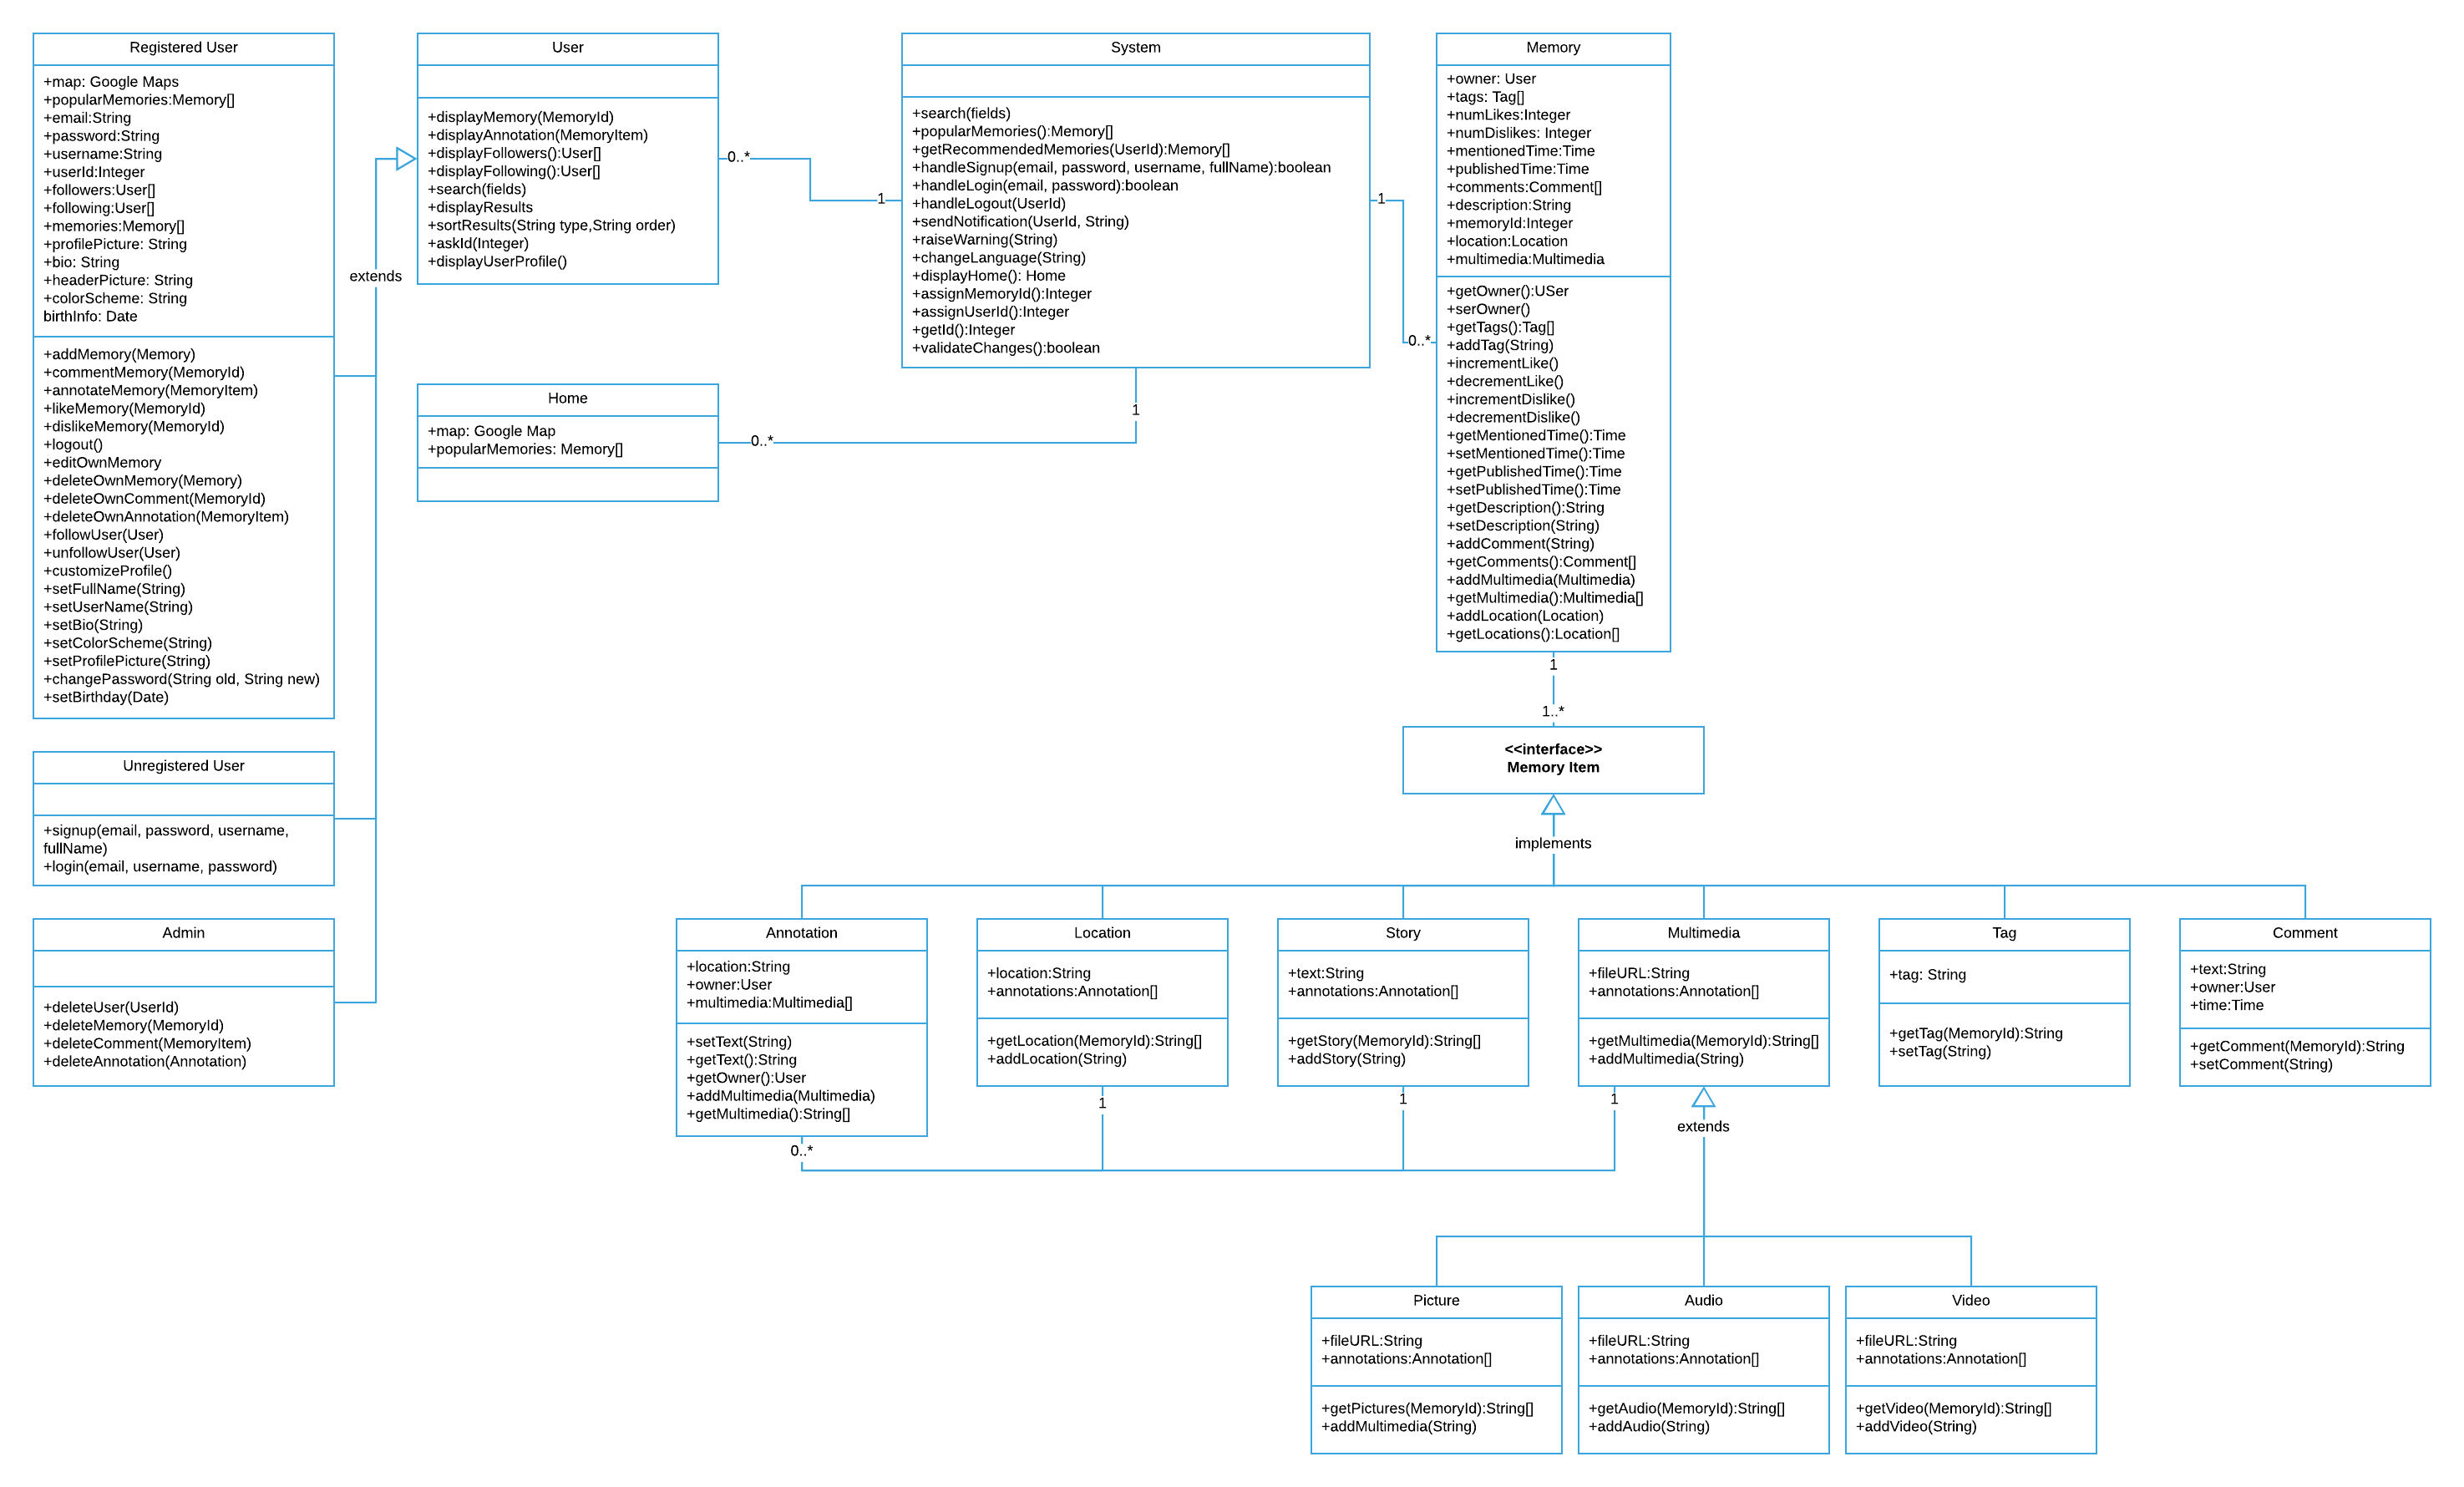 Registered User
+map: Google Maps
+popularMemories:Memory[]
+email:String
+password:String
+username:String
+userId:Integer
+followers:User[]
+following:User[]
+memories:Memory[]
+profilePicture: String
+bio: String
+headerPicture: String
+colorScheme: String
birthInfo: Date
+addMemory(Memory)
+commentMemory(MemoryId)
+annotateMemory(MemoryItem)
+likeMemory(MemoryId)
+dislikeMemory(MemoryId)
+logout()
+editOwnMemory
+deleteOwnMemory(Memory)
+deleteOwnComment(MemoryId)
+deleteOwnAnnotation(MemoryItem)
+followUser(User)
+unfollowUser(User)
+customizeProfile()
+setFullName(String)
+setUserName(String)
+setBio(String)
+setColorScheme(String)
+setProfilePicture(String)
+changePassword(String old, String new)
+setBirthday(Date)
Unregistered User
+signup(email, password, username,
fullName)
+login(email, username, password)
Admin
+deleteUser(UserId)
+deleteMemory(MemoryId)
+deleteComment(MemoryItem)
+deleteAnnotation(Annotation)
extends
User
+displayMemory(MemoryId)
+displayAnnotation(MemoryItem)
+displayFollowers():User[]
+displayFollowing():User[]
+search(fields)
+displayResults
+sortResults(String type,String order)
+askId(Integer)
+displayUserProfile()
0..*
1
Home
+map: Google Map
+popularMemories: Memory[]
0..*
1
System
+search(fields)
+popularMemories():Memory[]
+getRecommendedMemories(UserId):Memory[]
+handleSignup(email, password, username, fullName):boolean
+handleLogin(email, password):boolean
+handleLogout(UserId)
+sendNotification(UserId, String)
+raiseWarning(String)
+changeLanguage(String)
+displayHome(): Home
+assignMemoryId():Integer
+assignUserId():Integer
+getId():Integer
+validateChanges():boolean
1
0..*
Memory
+owner: User
+tags: Tag[]
+numLikes:Integer
+numDislikes: Integer
+mentionedTime:Time
+publishedTime:Time
+comments:Comment[]
+description:String
+memoryId:Integer
+location:Location
+multimedia:Multimedia
+getOwner():USer
+serOwner()
+getTags():Tag[]
+addTag(String)
+incrementLike()
+decrementLike()
+incrementDislike()
+decrementDislike()
+getMentionedTime():Time
+setMentionedTime():Time
+getPublishedTime():Time
+setPublishedTime():Time
+getDescription():String
+setDescription(String)
+addComment(String)
+getComments():Comment[]
+addMultimedia(Multimedia)
+getMultimedia():Multimedia[]
+addLocation(Location)
+getLocations():Location[]
1
1..*
<<interface>>
Memory Item
implements
Annotation
+location:String
+owner:User
+multimedia:Multimedia[]
+setText(String)
+getText():String
+getOwner():User
+addMultimedia(Multimedia)
+getMultimedia():String[]
0..*
Location
+location:String
+annotations:Annotation[]
+getLocation(MemoryId):String[]
+addLocation(String)
1
Story
+text:String
+annotations:Annotation[]
+getStory(MemoryId):String[]
+addStory(String)
1
Multimedia
+fileURL:String
+annotations:Annotation[]
+getMultimedia(MemoryId):String[]
+addMultimedia(String)
1
extends
Tag
+tag: String
+getTag(MemoryId):String
+setTag(String)
Comment
+text:String
+owner:User
+time:Time
+getComment(MemoryId):String
+setComment(String)
Picture
+fileURL:String
+annotations:Annotation[]
+getPictures(MemoryId):String[]
+addMultimedia(String)
Audio
+fileURL:String
+annotations:Annotation[]
+getAudio(MemoryId):String[]
+addAudio(String)
Video
+fileURL:String
+annotations:Annotation[]
+getVideo(MemoryId):String[]
+addVideo(String)